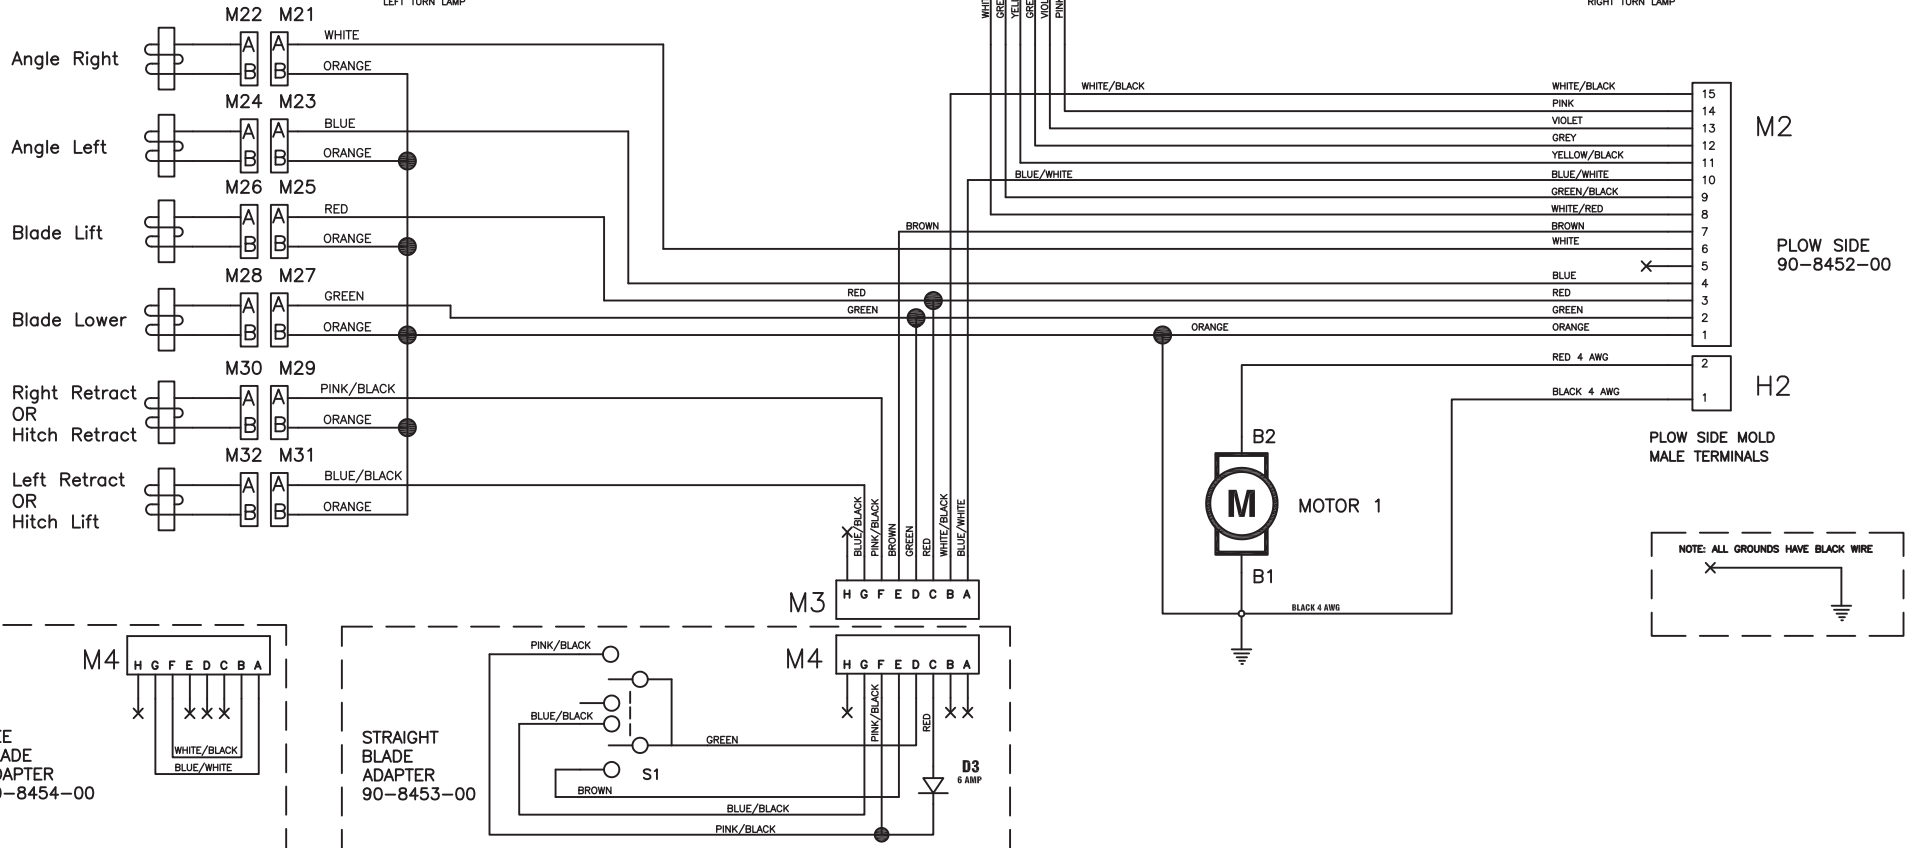 LEFT TURN LAMP
RIGHT TURN LAMP
Angle Right
M22 M21
A A WHITE
B B ORANGE
Angle Left
M24 M23
A A BLUE
B B ORANGE
Blade Lift
M26 M25
A A RED
B B ORANGE
Blade Lower
M28 M27
A A GREEN
B B ORANGE
Right Retract
OR
Hitch Retract
M30 M29
A A PINK/BLACK
B B ORANGE
Left Retract
OR
Hitch Lift
M32 M31
A A BLUE/BLACK
B B ORANGE
WHITE/BLACK
BLUE/WHITE
BROWN
RED
GREEN
ORANGE
WHITE/BLACK 15
PINK 14
VIOLET 13
GREY 12
YELLOW/BLACK 11
BLUE/WHITE 10
GREEN/BLACK 9
WHITE/RED 8
BROWN 7
WHITE 6
5
BLUE 4
RED 3
GREEN 2
ORANGE 1
M2
PLOW SIDE
90-8452-00
RED 4 AWG 2
BLACK 4 AWG 1
H2
PLOW SIDE MOLD
MALE TERMINALS
B2
M
MOTOR 1
B1
BLACK 4 AWG
NOTE: ALL GROUNDS HAVE BLACK WIRE
BLUE/BLACK
PINK/BLACK
BROWN
GREEN
RED
WHITE/BLACK
BLUE/WHITE
M3
H G F E D C B A
M4
H G F E D C B A
WHITE/BLACK
BLUE/WHITE
-8454-00
M4
H G F E D C B A
PINK/BLACK
BLUE/BLACK
PINK/BLACK
RED
GREEN
STRAIGHT
BLADE
ADAPTER
90-8453-00
S1
D3
6 AMP
BROWN
BLUE/BLACK
PINK/BLACK